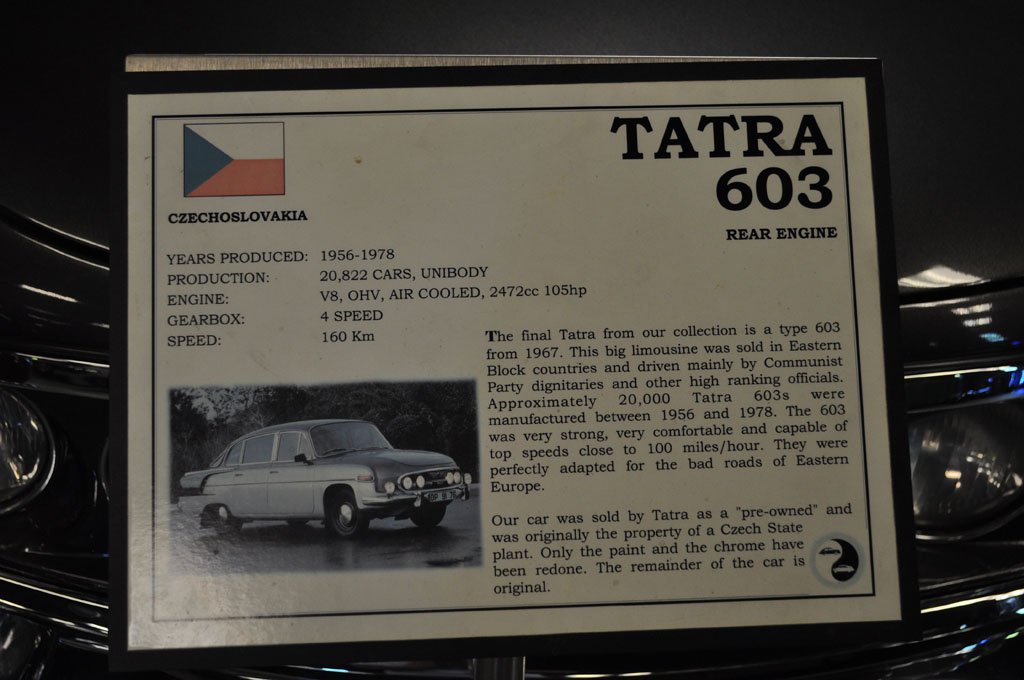 TATRA
603
REAR ENGINE
CZECHOSLOVAKIA
YEARS PRODUCED: 1956-1978
PRODUCTION: 20,822 CARS, UNIBODY
ENGINE: V8, OHV, AIR COOLED, 2472cc 105hp
GEARBOX: 4 SPEED
SPEED: 160 Km
The final Tatra from our collection is a type 603
from 1967. This big limousine was sold in Eastern
Block countries and driven mainly by Communist
Party dignitaries and other high ranking officials.
Approximately 20,000 Tatra 603s were
manufactured between 1956 and 1978. The 603
was very strong, very comfortable and capable of
top speeds close to 100 miles/hour. They were
perfectly adapted for the bad roads of Eastern
Europe.
Our car was sold by Tatra as a "pre-owned" and
was originally the property of a Czech State
plant. Only the paint and the chrome have
been redone. The remainder of the car is
original.